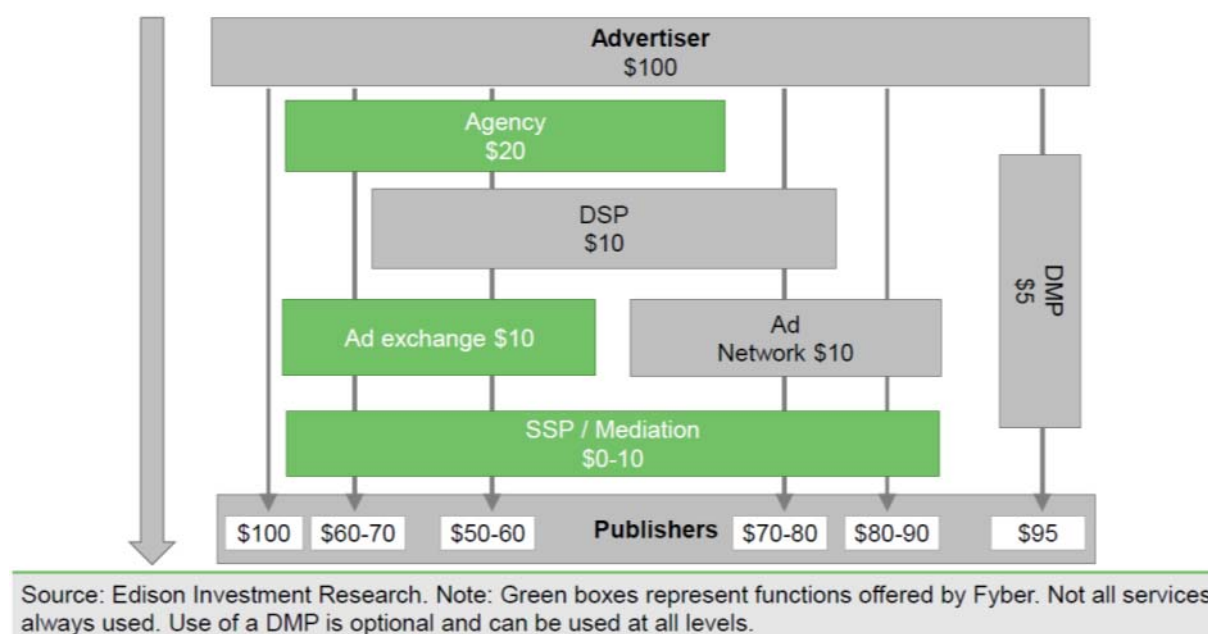 Advertiser
$100
Agency
$20
DSP
$10
DMP
$5
Ad exchange $10
Ad
Network $10
SSP / Mediation
$0-10
$100
$60-70
$50-60
Publishers
$70-80
$80-90
$95
Source: Edison Investment Research. Note: Green boxes represent functions offered by Fyber. Not all services
always used. Use of a DMP is optional and can be used at all levels.